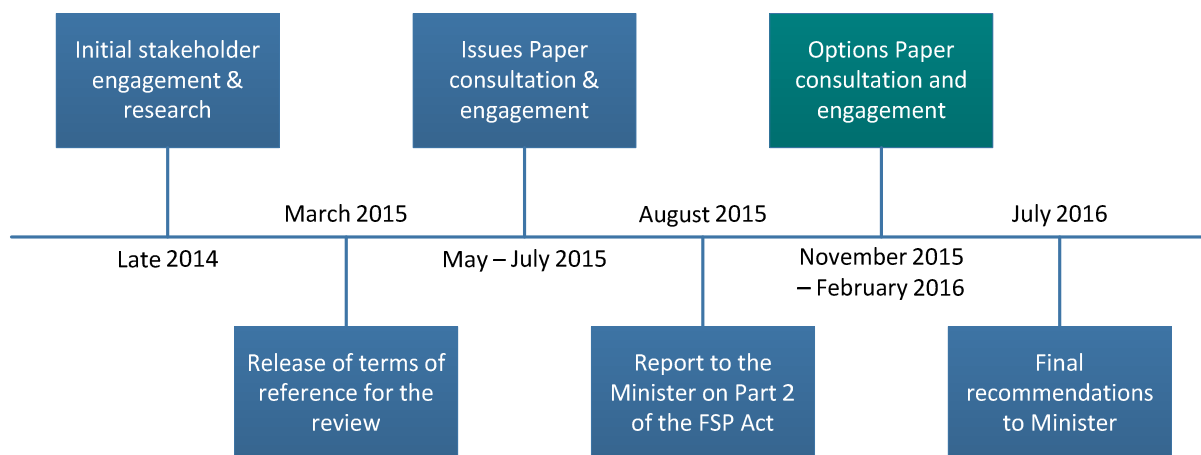 Initial stakeholder
engagement &
research
Issues Paper
consultation &
engagement
Options Paper
consultation and
engagement
March 2015
August 2015
July 2016
Late 2014
May – July 2015
November 2015
– February 2016
Release of terms of
reference for the
review
Report to the
Minister on Part 2
of the FSP Act
Final
recommendations
to Minister